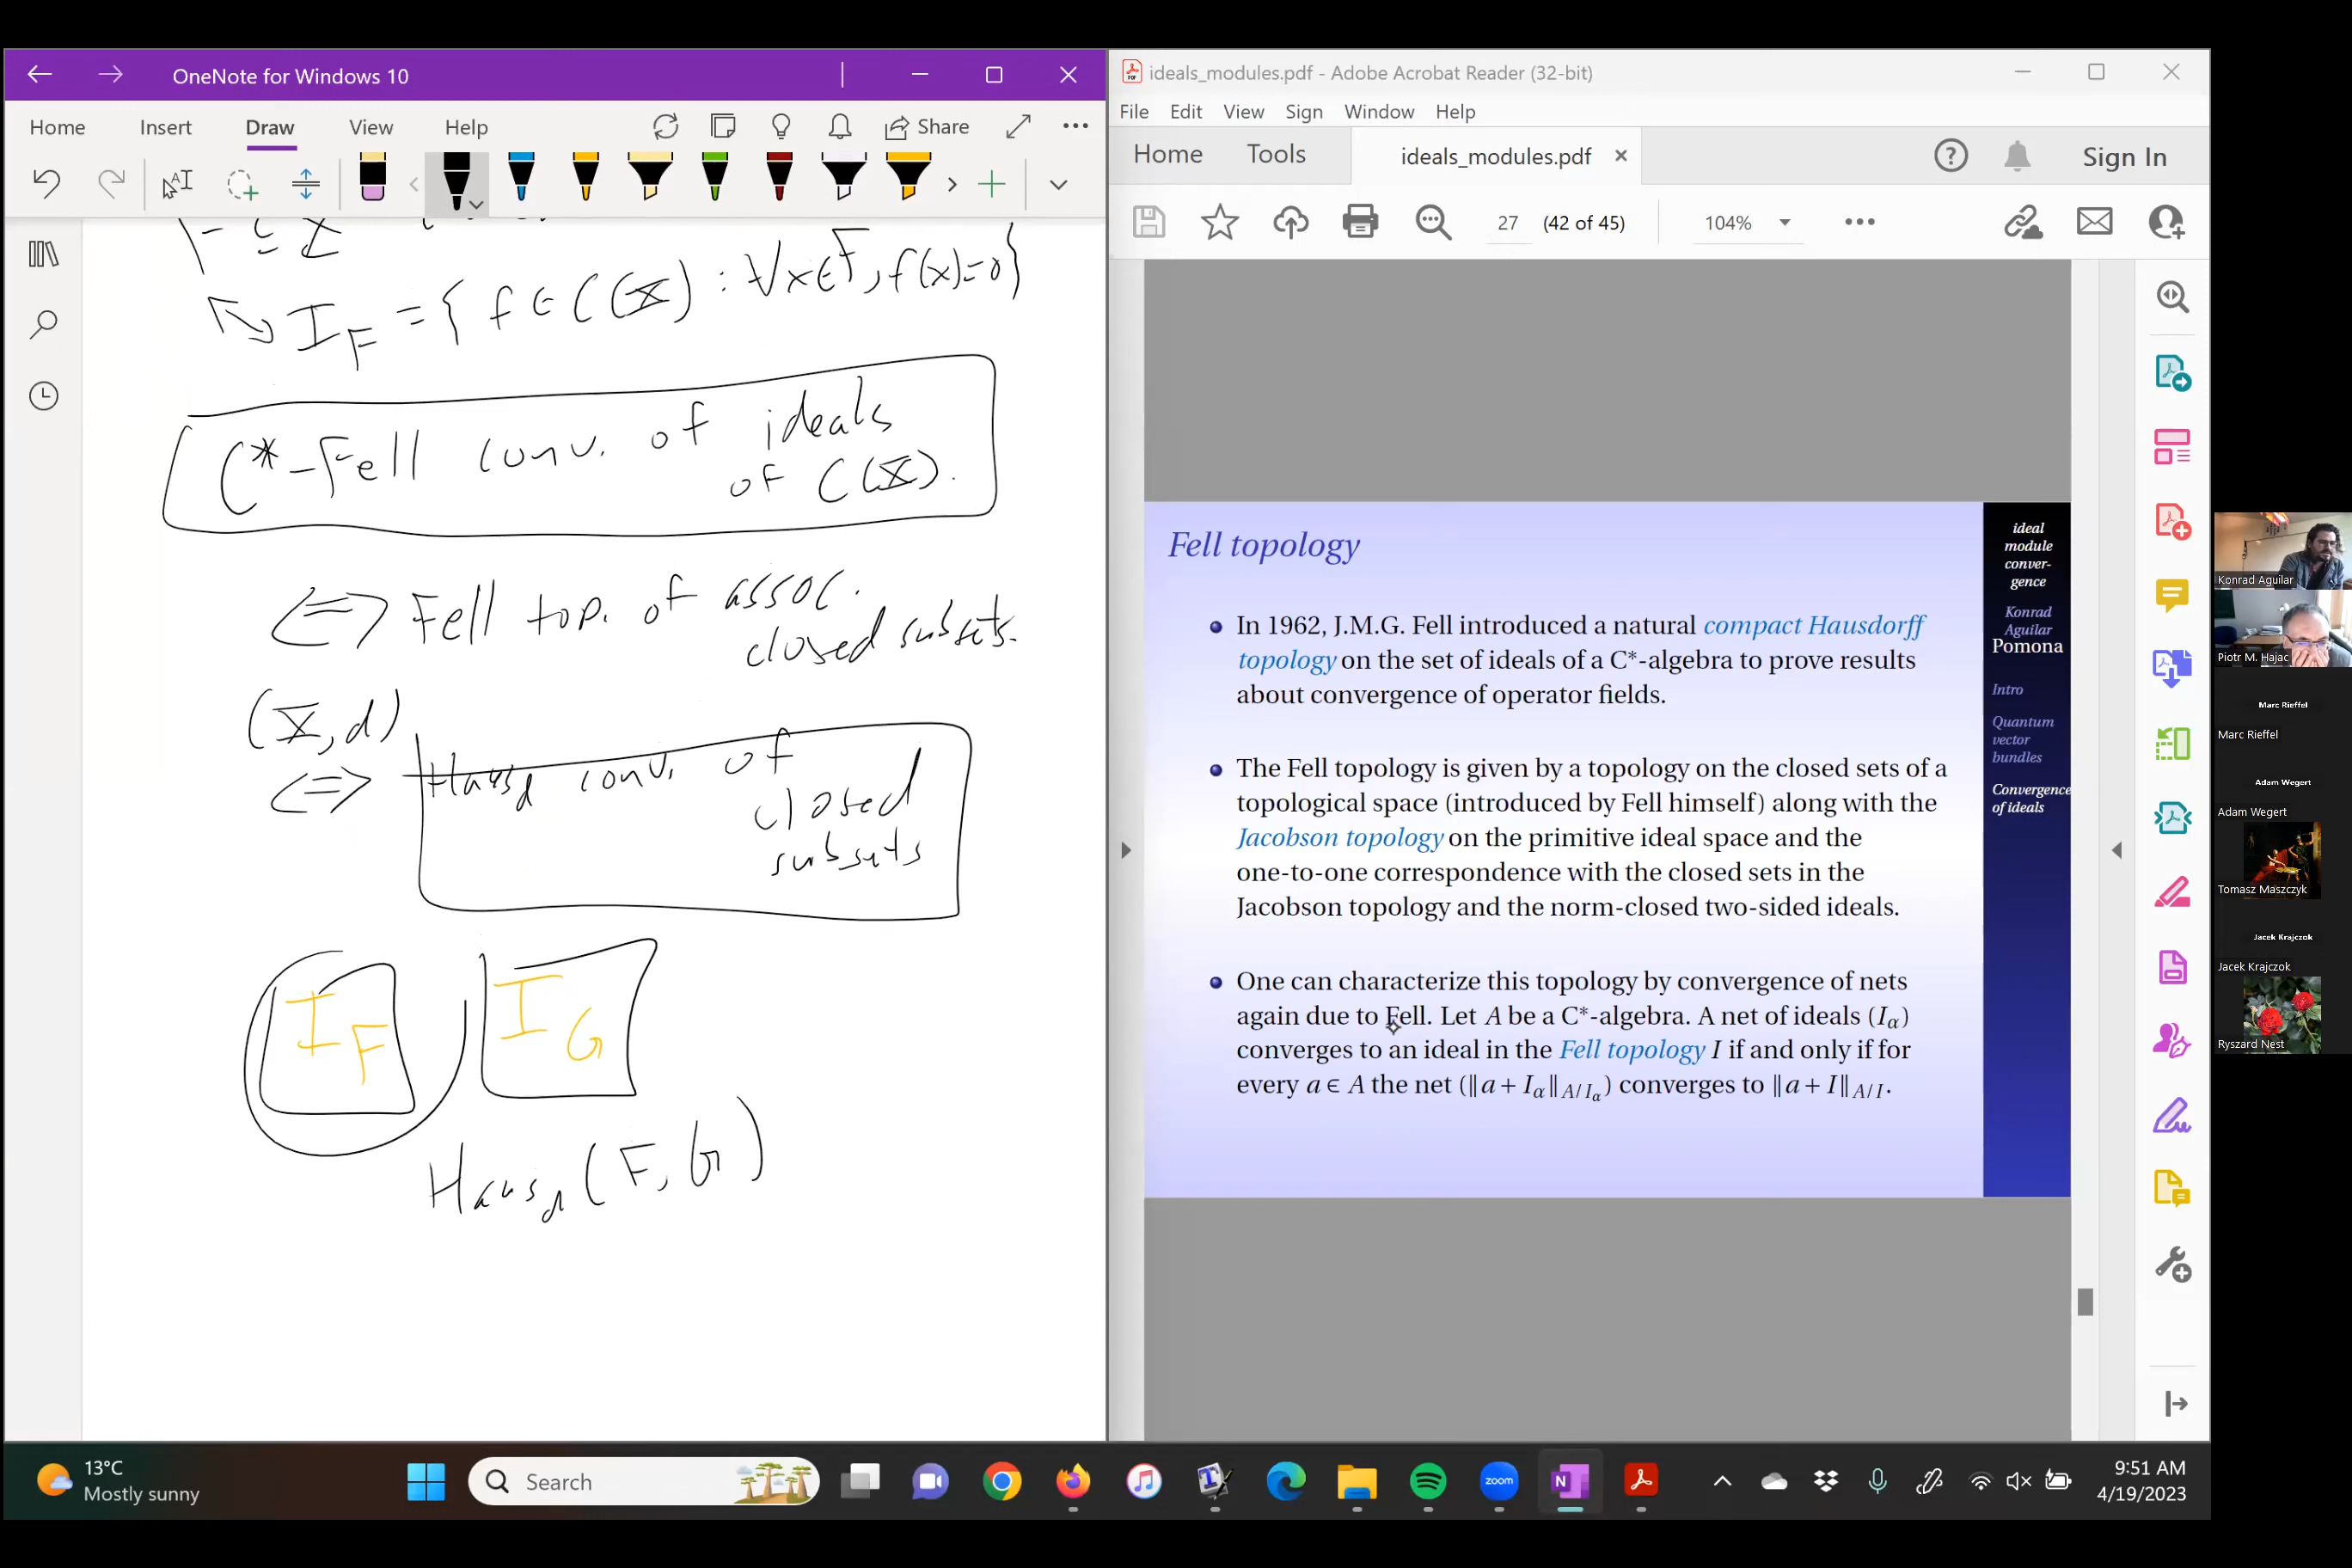 OneNote for Windows 10
Home Insert Draw View Help Share
I_F = { f ∈ C(X) : ∀x∈F, f(x)=0}
C*-Fell conv. of ideals
of C(X).
⟺ Fell top. of assoc.
closed subsets.
(X, d)
⟺ Haus_d conv. of
closed
subsets
I_F I_G
Haus_d (F, G)
ideals_modules.pdf - Adobe Acrobat Reader (32-bit)
File Edit View Sign Window Help
Home Tools ideals_modules.pdf × Sign In
27 (42 of 45) 104%
Fell topology
In 1962, J.M.G. Fell introduced a natural compact Hausdorff
topology on the set of ideals of a C*-algebra to prove results
about convergence of operator fields.
The Fell topology is given by a topology on the closed sets of a
topological space (introduced by Fell himself) along with the
Jacobson topology on the primitive ideal space and the
one-to-one correspondence with the closed sets in the
Jacobson topology and the norm-closed two-sided ideals.
One can characterize this topology by convergence of nets
again due to Fell. Let A be a C*-algebra. A net of ideals (I_α)
converges to an ideal in the Fell topology I if and only if for
every a ∈ A the net (‖a + I_α‖_{A/I_α}) converges to ‖a + I‖_{A/I}.
ideal
module
conver-
gence
Konrad
Aguilar
Pomona
Intro
Quantum
vector
bundles
Convergence
of ideals
Konrad Aguilar
Piotr M. Hajac
Marc Rieffel
Marc Rieffel
Adam Wegert
Adam Wegert
Tomasz Maszczyk
Jacek Krajczok
Jacek Krajczok
Ryszard Nest
13°C
Mostly sunny
Search
zoom
9:51 AM
4/19/2023